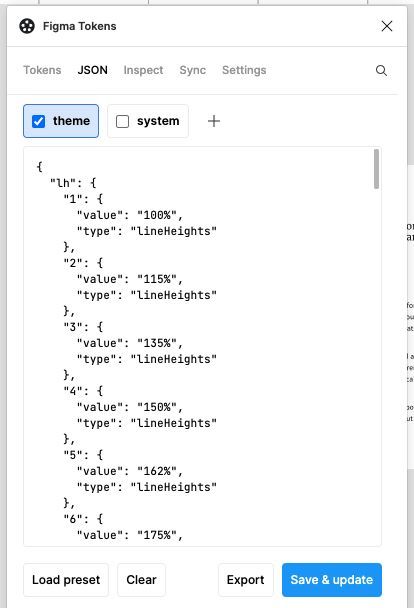 Figma Tokens
Tokens JSON Inspect Sync Settings
theme system
{
"lh": {
"1": {
"value": "100%",
"type": "lineHeights"
},
"2": {
"value": "115%",
"type": "lineHeights"
},
"3": {
"value": "135%",
"type": "lineHeights"
},
"4": {
"value": "150%",
"type": "lineHeights"
},
"5": {
"value": "162%",
"type": "lineHeights"
},
"6": {
"value": "175%",
Load preset Clear Export Save & update